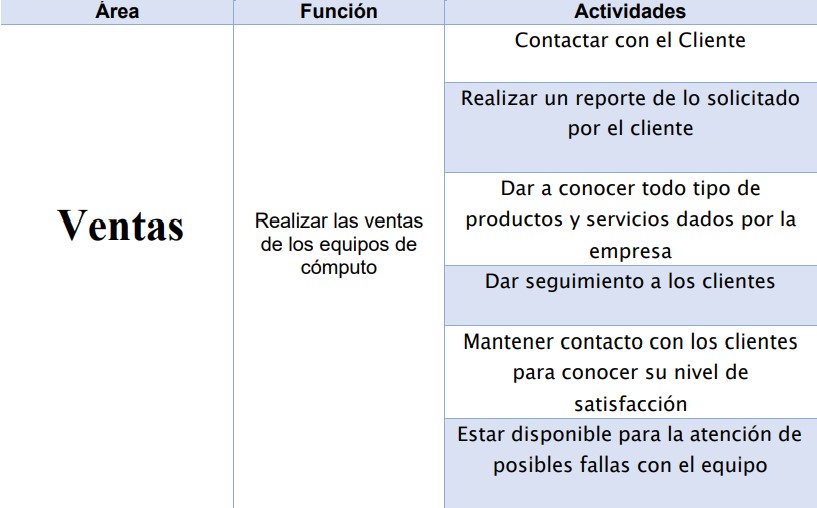 Área
Función
Actividades
Ventas
Realizar las ventas
de los equipos de
cómputo
Contactar con el Cliente
Realizar un reporte de lo solicitado
por el cliente
Dar a conocer todo tipo de
productos y servicios dados por la
empresa
Dar seguimiento a los clientes
Mantener contacto con los clientes
para conocer su nivel de
satisfacción
Estar disponible para la atención de
posibles fallas con el equipo